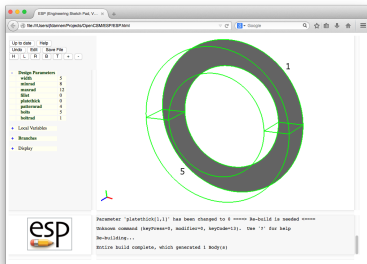 ESP (Engineering Sketch Pad, V...
file:///Users/jfdannen/Projects/OpenCSM/ESP/ESP.html
Google
Up to date Help
Undo Edit Save File
H L R B T + -
- Design Parameters
width 5
minrad 8
maxrad 12
fillet 0
platethick 0
patternrad 4
bolts 5
boltrad 1
+ Local Variables
+ Branches
+ Display
1
5
esp
Parameter 'platethick[1,1]' has been changed to 0 ===== Re-build is needed =====
Unknown command (keyPress=0, modifier=0, keyCode=13). Use '?' for help
Re-building...
Entire build complete, which generated 1 Body(s)